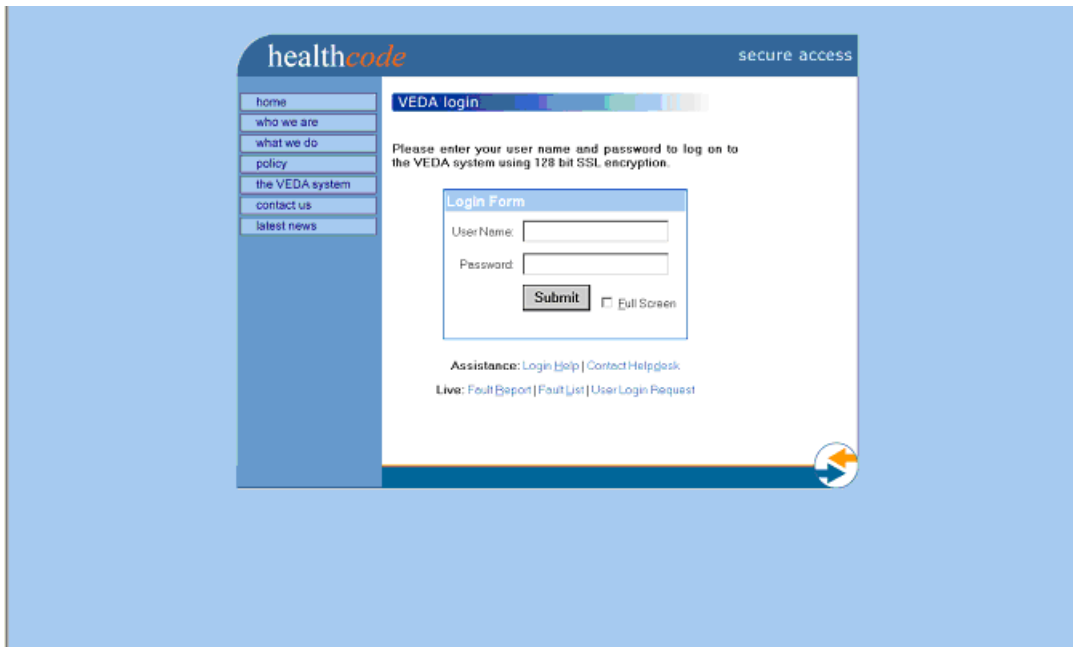 healthcode
secure access
home
who we are
what we do
policy
the VEDA system
contact us
latest news
VEDA login
Please enter your user name and password to log on to
the VEDA system using 128 bit SSL encryption.
Login Form
User Name:
Password:
Submit
Full Screen
Assistance: Login Help | Contact Helpdesk
Live: Fault Report | Fault List | User Login Request